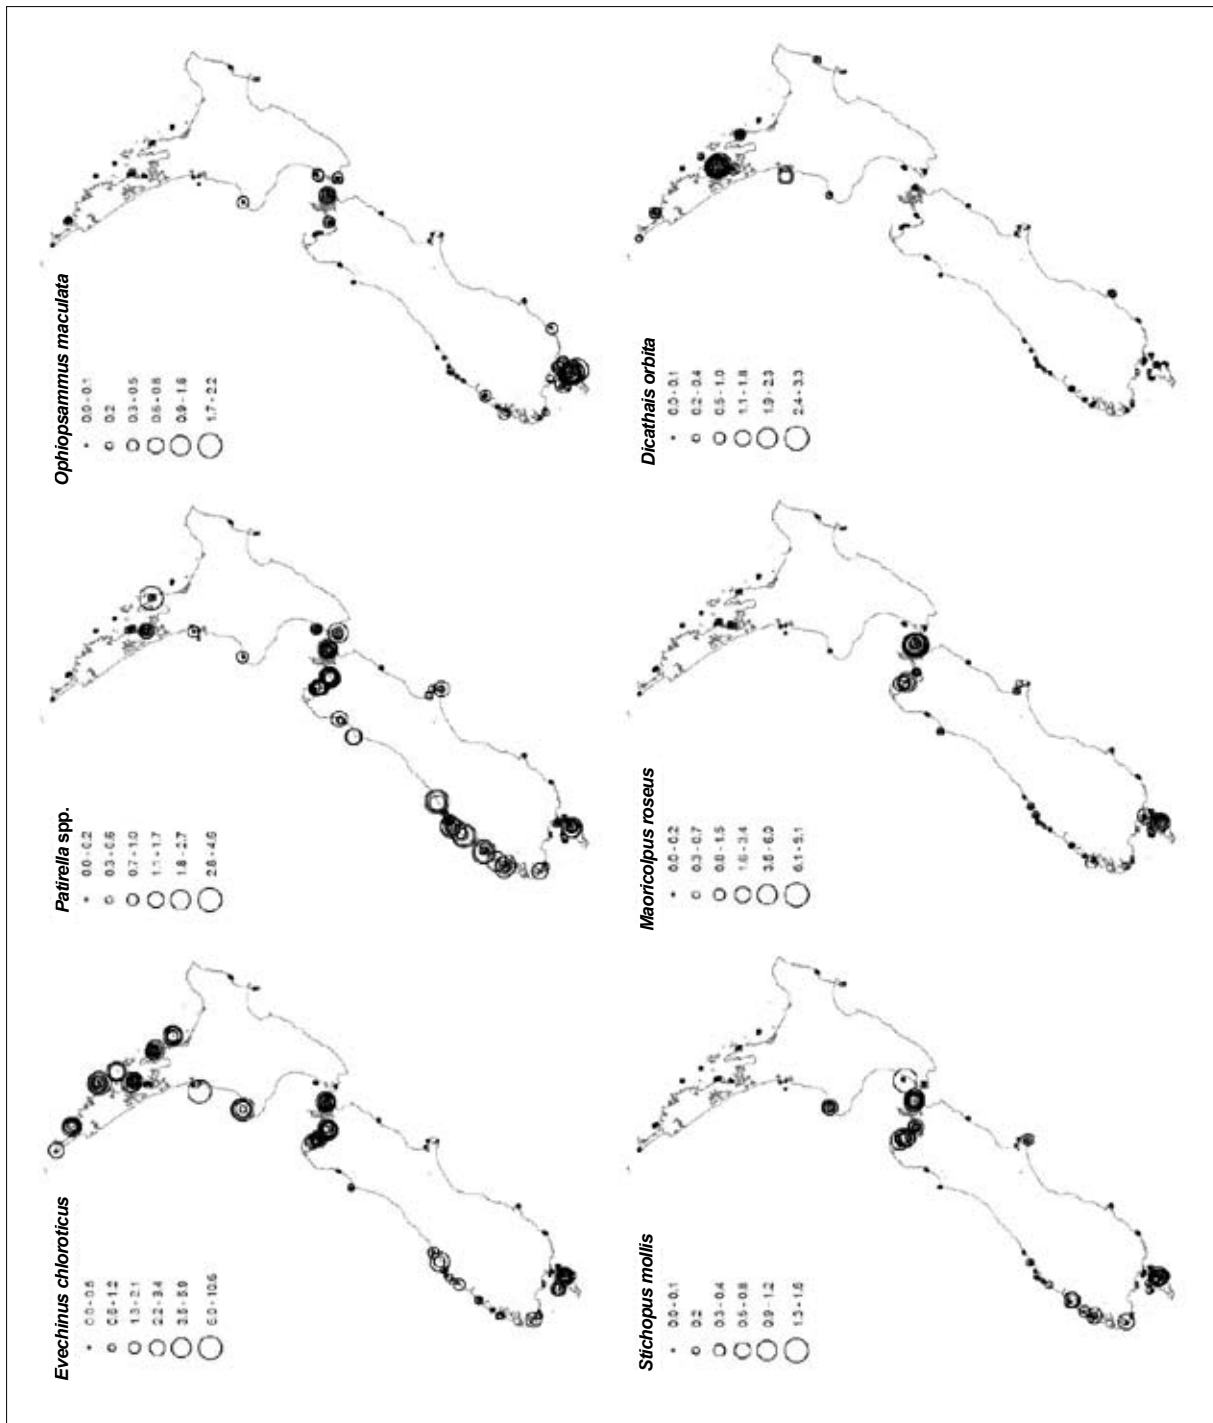 Evechinus chloroticus
0.0 - 0.5
0.6 - 1.2
1.3 - 2.1
2.2 - 3.4
3.5 - 5.9
6.0 - 10.6
Patirella spp.
0.0 - 0.2
0.3 - 0.6
0.7 - 1.0
1.1 - 1.7
1.8 - 2.7
2.8 - 4.6
Ophiopsammus maculata
0.0 - 0.1
0.2
0.3 - 0.5
0.6 - 0.8
0.9 - 1.6
1.7 - 2.2
Stichopus mollis
0.0 - 0.1
0.2
0.3 - 0.4
0.5 - 0.8
0.9 - 1.2
1.3 - 1.6
Maoricolpus roseus
0.0 - 0.2
0.3 - 0.7
0.8 - 1.5
1.6 - 3.4
3.5 - 6.0
6.1 - 9.1
Dicathais orbita
0.0 - 0.1
0.2 - 0.4
0.5 - 1.0
1.1 - 1.8
1.9 - 2.3
2.4 - 3.3